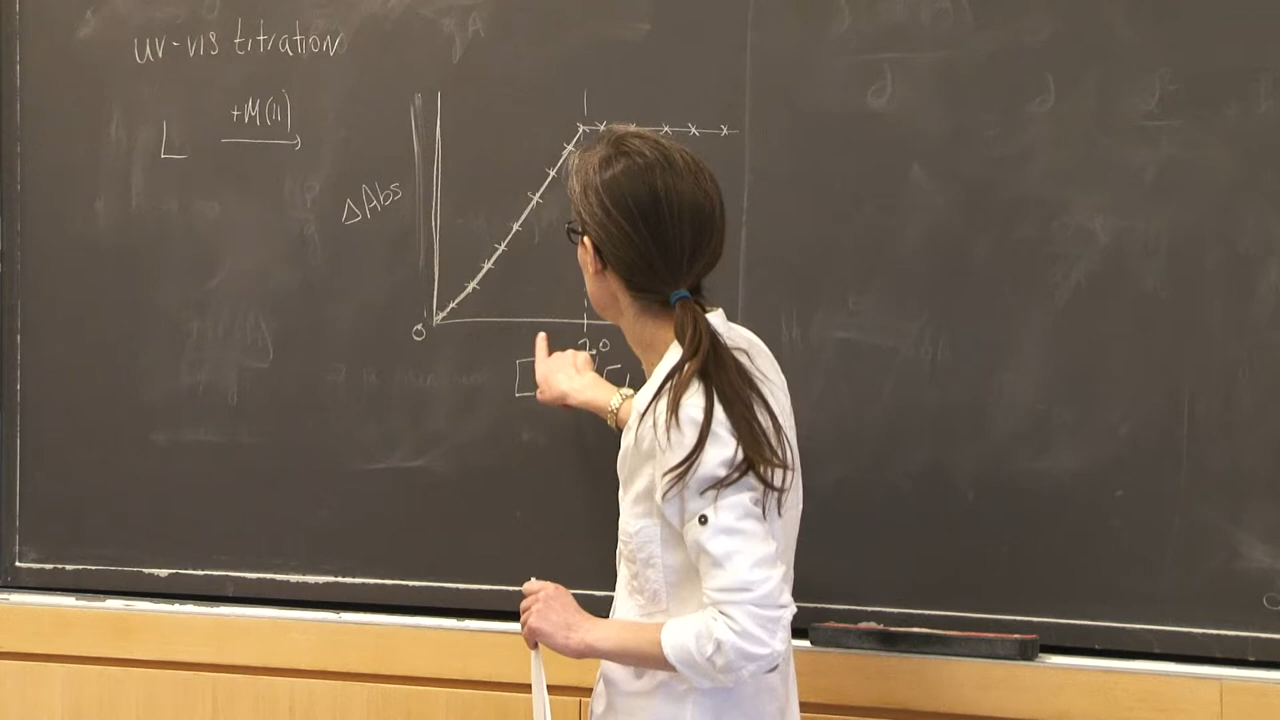 uv-vis titration
+M(II)
L
ΔAbs
0
2.0